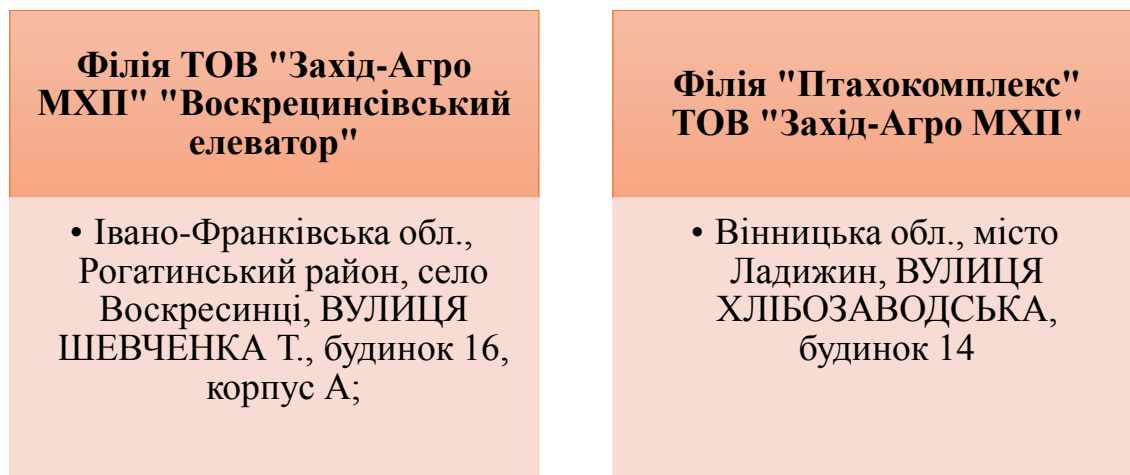 Філія ТОВ "Захід-Агро
МХП" "Воскрецинсівський
елеватор"
• Івано-Франківська обл.,
Рогатинський район, село
Воскресинці, ВУЛИЦЯ
ШЕВЧЕНКА Т., будинок 16,
корпус А;
Філія "Птахокомплекс"
ТОВ "Захід-Агро МХП"
• Вінницька обл., місто
Ладижин, ВУЛИЦЯ
ХЛІБОЗАВОДСЬКА,
будинок 14